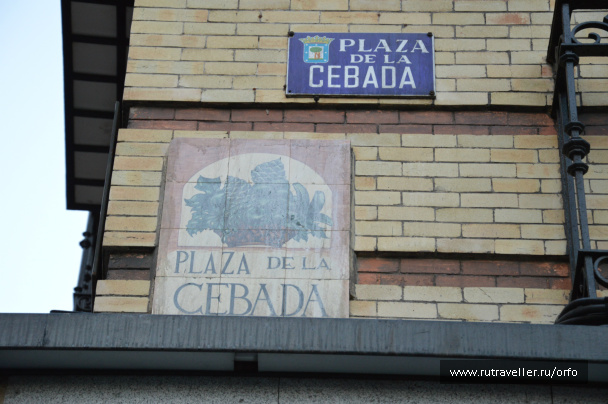 PLAZA
DE LA
CEBADA
PLAZA DE LA
CEBADA
www.rutraveller.ru/orfo